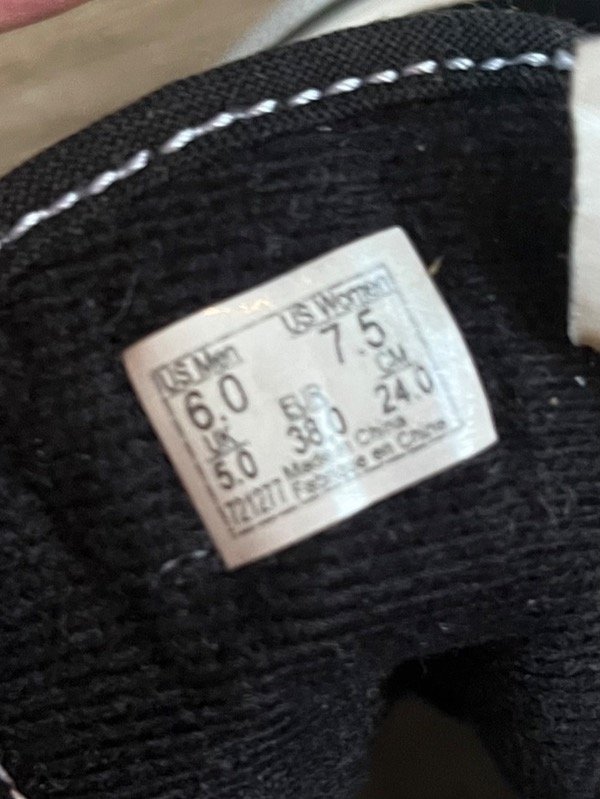 US Men US Women
6.0 7.5
UK EUR CM
5.0 38.0 24.0
Made in China
721277 Fabriqué en Chine